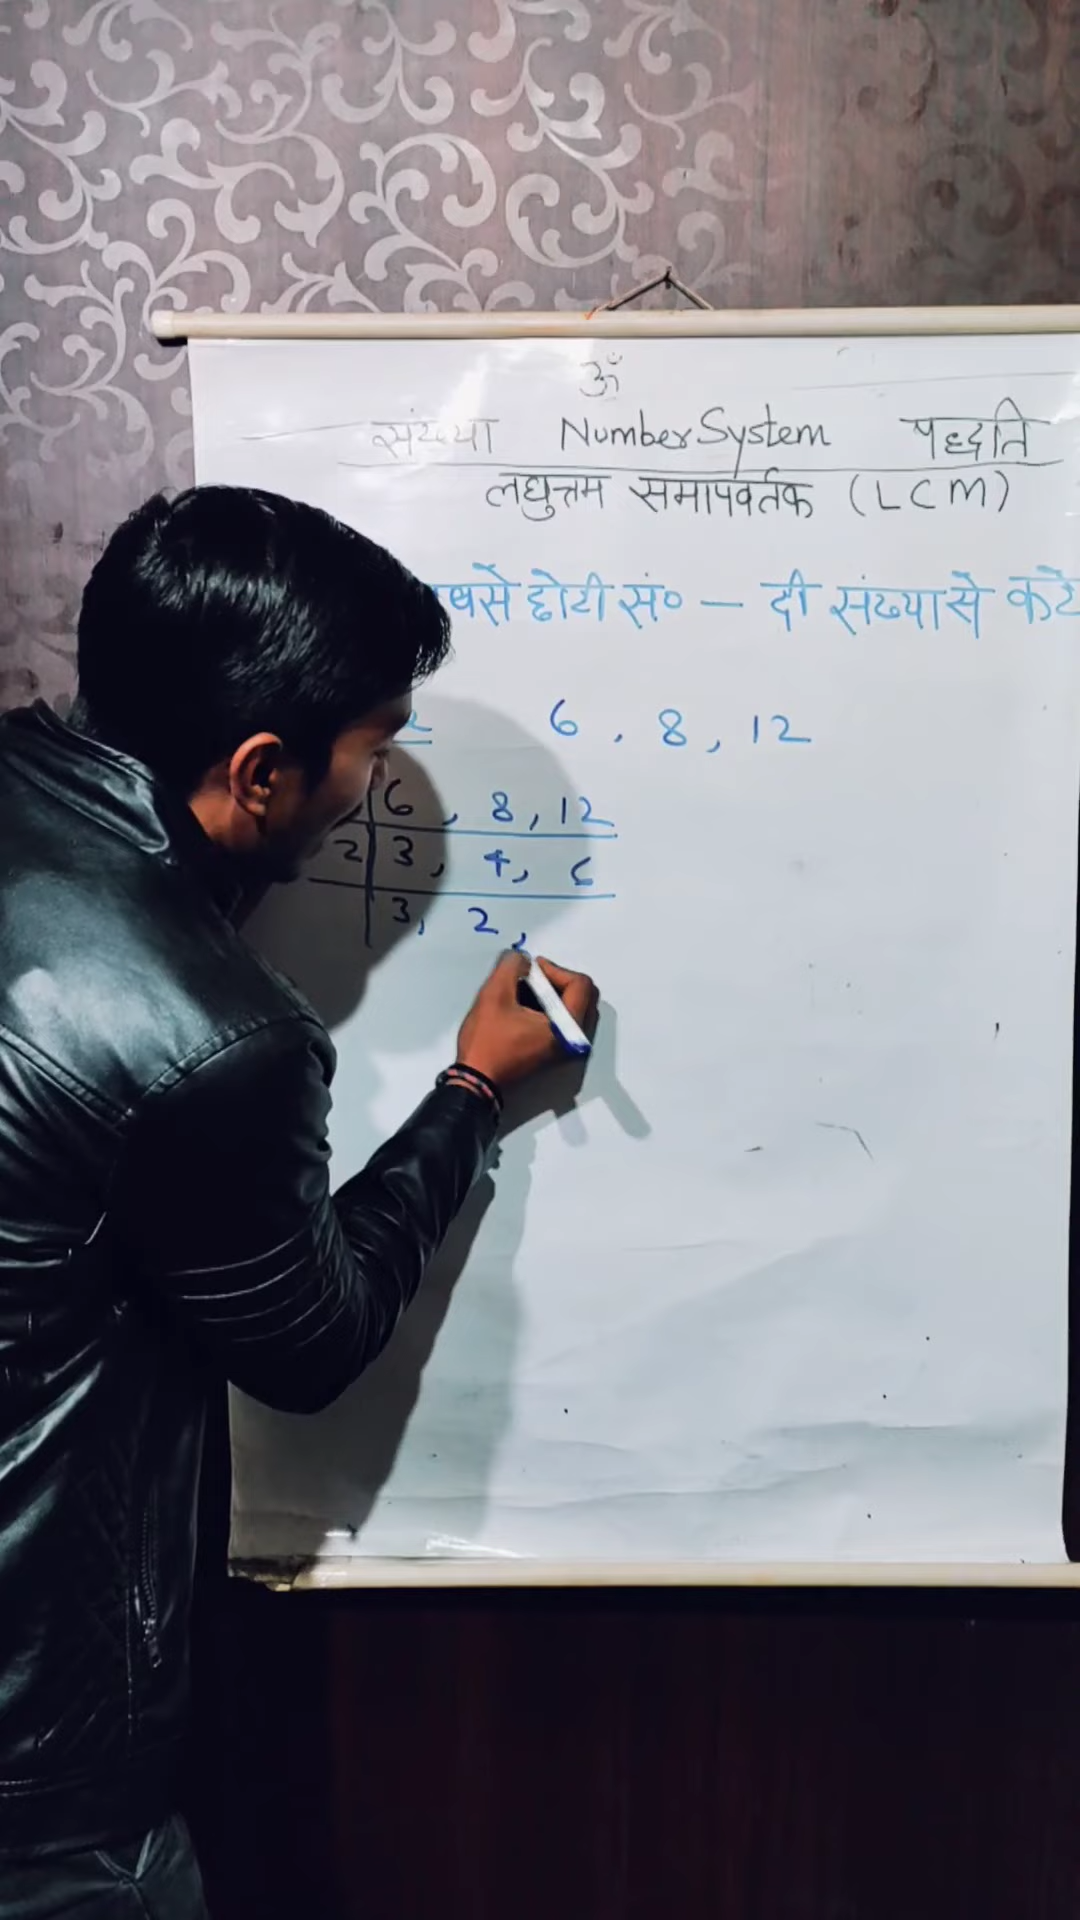 ॐ
संख्या Number System पद्धति
लघुत्तम समापवर्तक (LCM)
छोटी सं० — दी संख्या से कटे
6, 8, 12
6, 8, 12
2 3, 4, 6
3, 2,